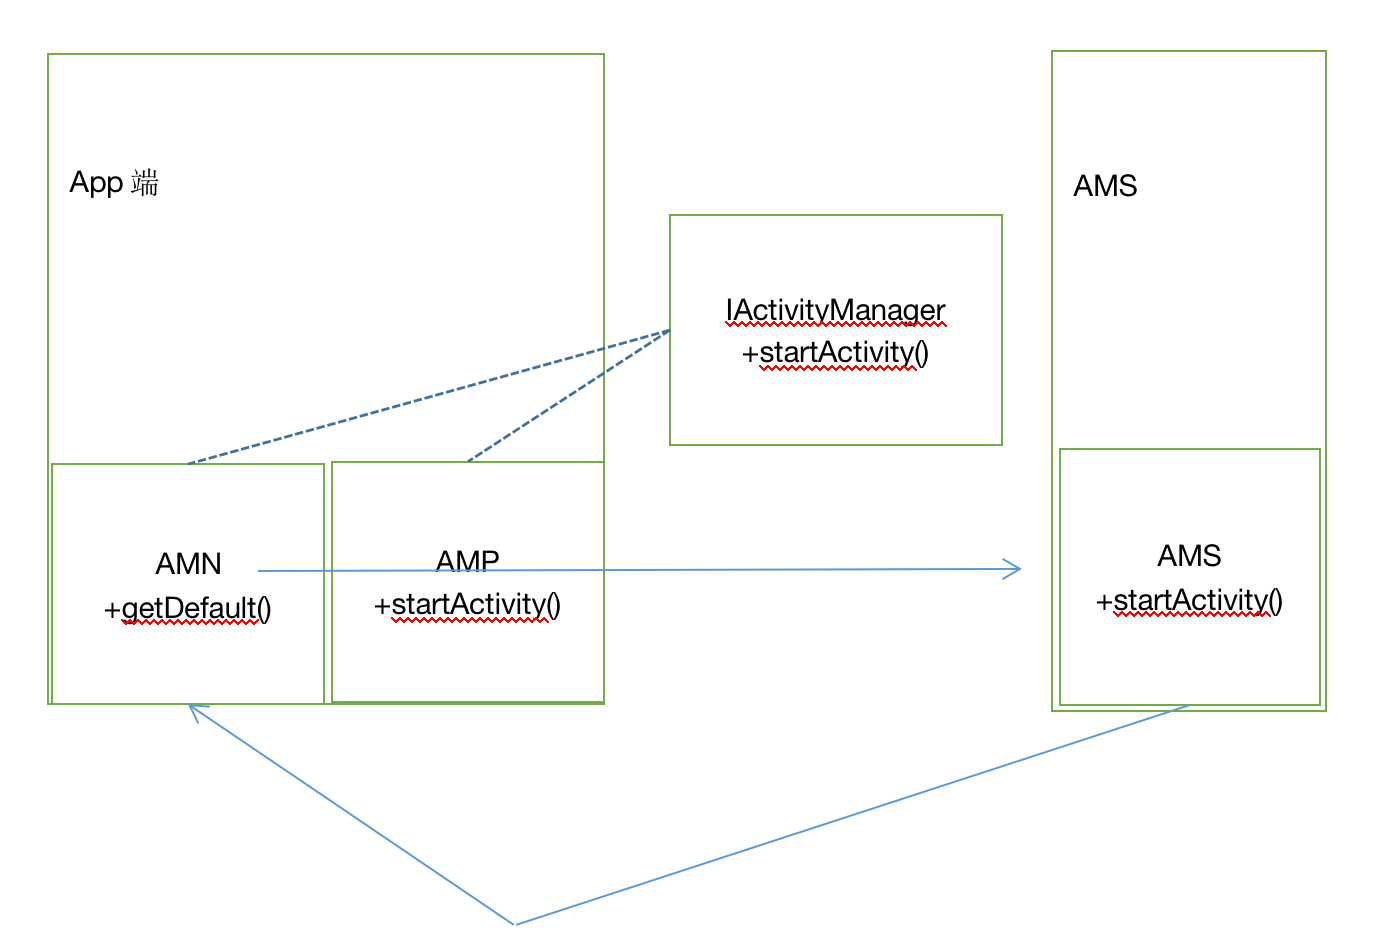 App 端
AMS
IActivityManager
+startActivity()
AMN
+getDefault()
AMP
+startActivity()
AMS
+startActivity()